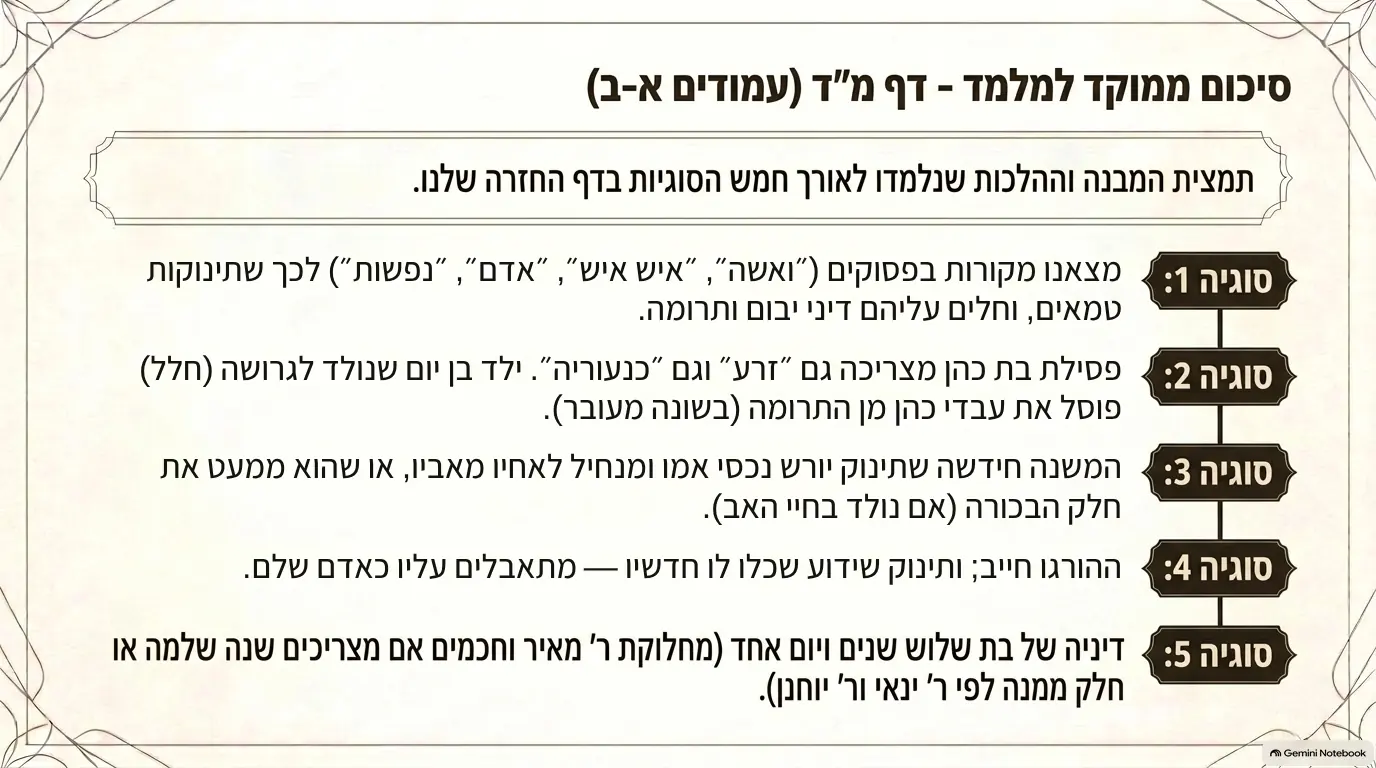 סיכום ממוקד למלמד - דף מ״ד (עמודים א-ב)
תמצית המבנה וההלכות שנלמדו לאורך חמש הסוגיות בדף החזרה שלנו.
סוגיה 1:
מצאנו מקורות בפסוקים (״ואשה״, ״איש איש״, ״אדם״, ״נפשות״) לכך שתינוקות
טמאים, וחלים עליהם דיני יבום ותרומה.
סוגיה 2:
פסילת בת כהן מצריכה גם ״זרע״ וגם ״כנעוריה״. ילד בן יום שנולד לגרושה (חלל)
פוסל את עבדי כהן מן התרומה (בשונה מעובר).
סוגיה 3:
המשנה חידשה שתינוק יורש נכסי אמו ומנחיל לאחיו מאביו, או שהוא ממעט את
חלק הבכורה (אם נולד בחיי האב).
סוגיה 4:
ההורגו חייב; ותינוק שידוע שכלו לו חדשיו — מתאבלים עליו כאדם שלם.
סוגיה 5:
דיניה של בת שלוש שנים ויום אחד (מחלוקת ר׳ מאיר וחכמים אם מצריכים שנה שלמה או
חלק ממנה לפי ר׳ ינאי ור׳ יוחנן).
Gemini Notebook